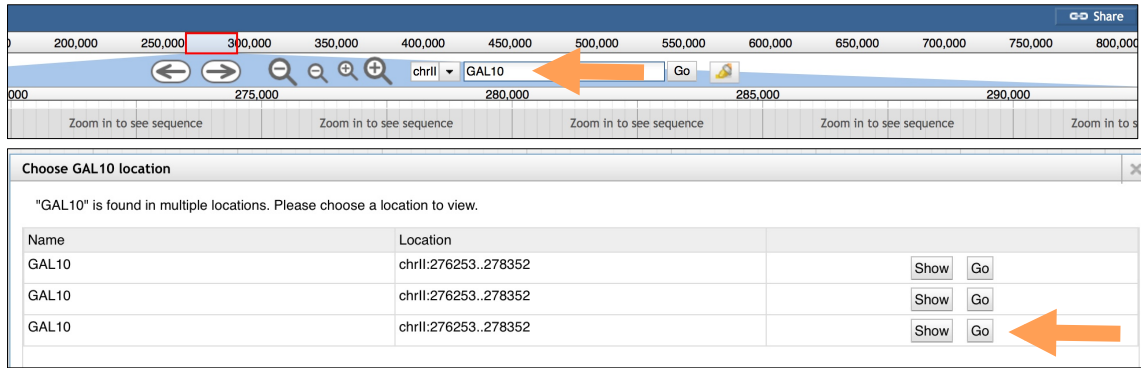 Share
200,000 250,000 300,000 350,000 400,000 450,000 500,000 550,000 600,000 650,000 700,000 750,000 800,000
chrII GAL10 Go
000 275,000 280,000 285,000 290,000
Zoom in to see sequence Zoom in to see sequence Zoom in to see sequence Zoom in to see sequence Zoom in to s
Choose GAL10 location
"GAL10" is found in multiple locations. Please choose a location to view.
Name Location
GAL10 chrII:276253..278352 Show Go
GAL10 chrII:276253..278352 Show Go
GAL10 chrII:276253..278352 Show Go